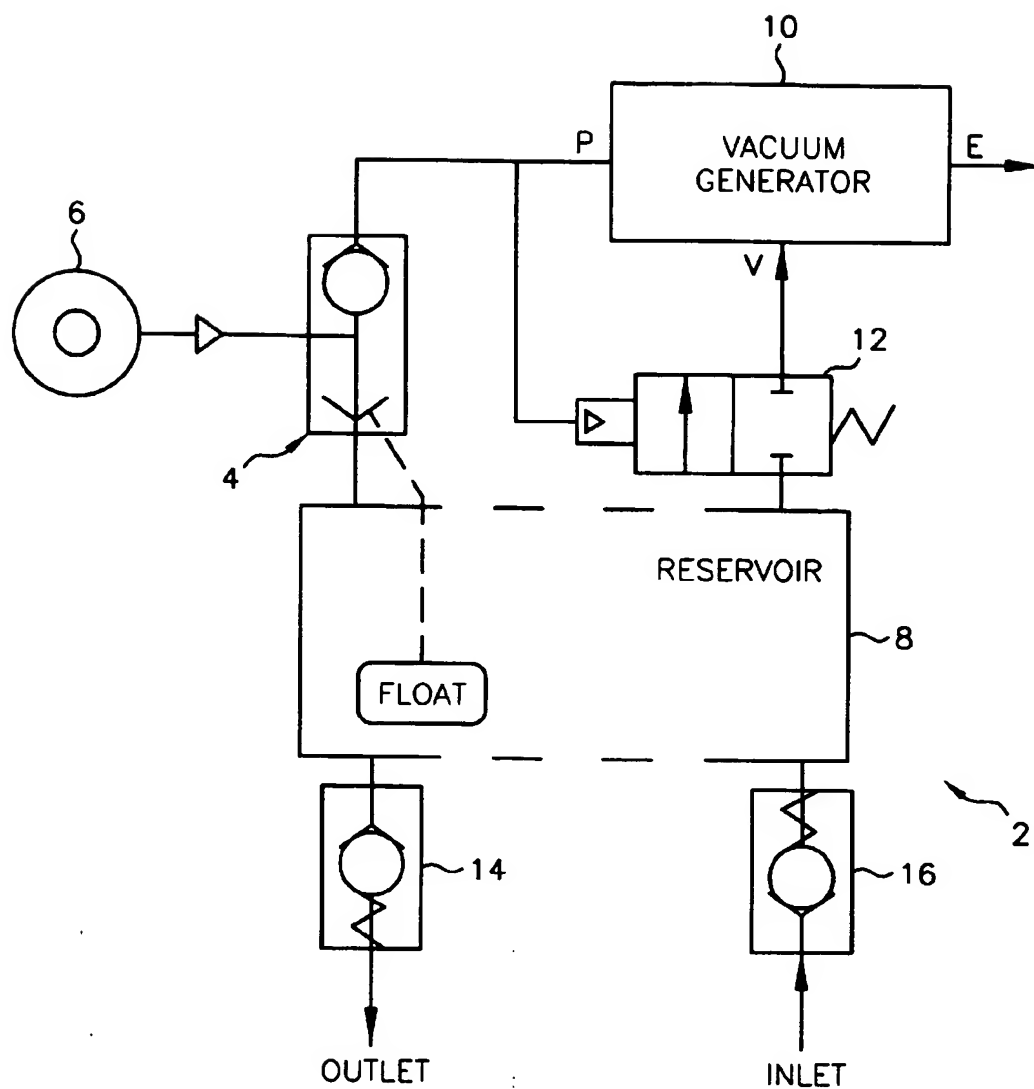 10
P
VACUUM
GENERATOR
E
6
V
12
4
RESERVOIR
8
FLOAT
2
14
16
OUTLET
INLET